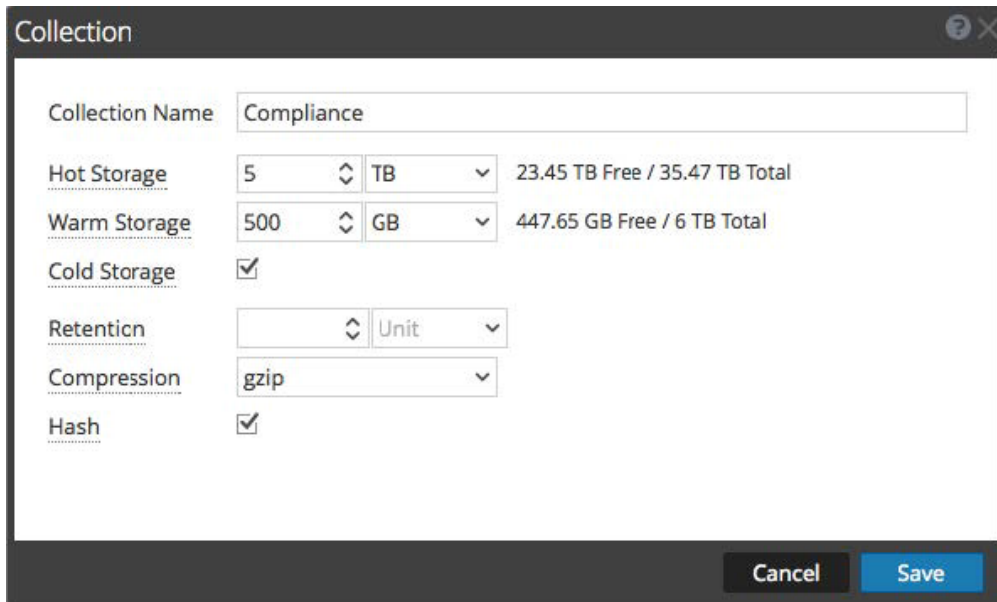 Collection
Collection Name Compliance
Hot Storage 5 TB 23.45 TB Free / 35.47 TB Total
Warm Storage 500 GB 447.65 GB Free / 6 TB Total
Cold Storage
Retention Unit
Compression gzip
Hash
Cancel Save